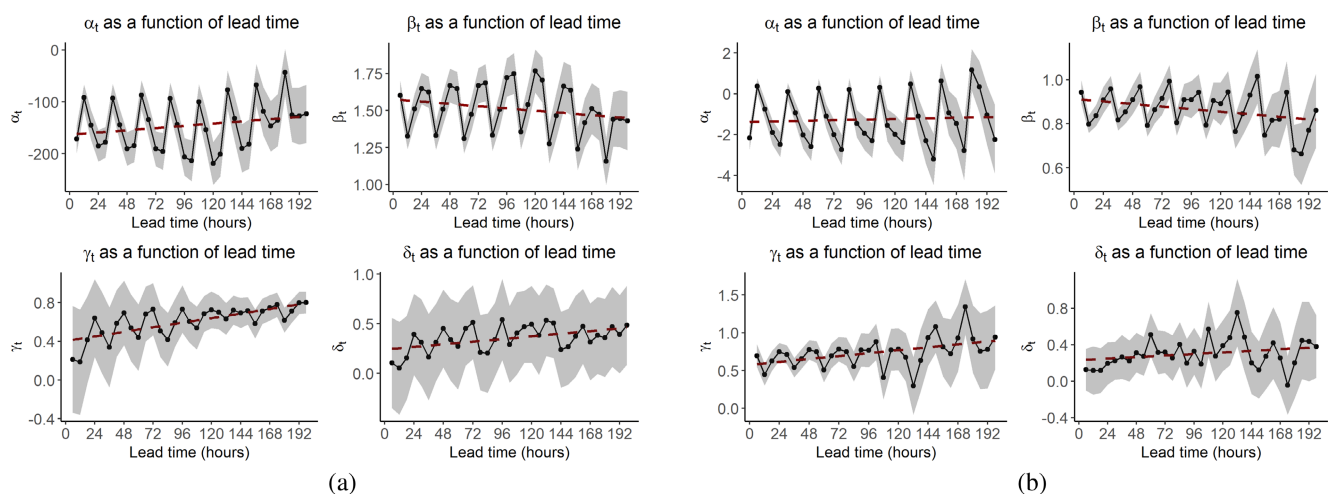 αt as a function of lead time
0
-100
-200
αt
0 24 48 72 96 120 144 168 192
Lead time (hours)
βt as a function of lead time
1.75
1.50
1.25
1.00
βt
0 24 48 72 96 120 144 168 192
Lead time (hours)
αt as a function of lead time
2
0
-2
-4
αt
0 24 48 72 96 120 144 168 192
Lead time (hours)
βt as a function of lead time
1.0
0.8
0.6
βt
0 24 48 72 96 120 144 168 192
Lead time (hours)
γt as a function of lead time
0.8
0.4
0.0
-0.4
γt
0 24 48 72 96 120 144 168 192
Lead time (hours)
δt as a function of lead time
1.0
0.5
0.0
δt
0 24 48 72 96 120 144 168 192
Lead time (hours)
γt as a function of lead time
1.5
1.0
0.5
0.0
γt
0 24 48 72 96 120 144 168 192
Lead time (hours)
δt as a function of lead time
1.2
0.8
0.4
0.0
-0.4
δt
0 24 48 72 96 120 144 168 192
Lead time (hours)
(a)
(b)